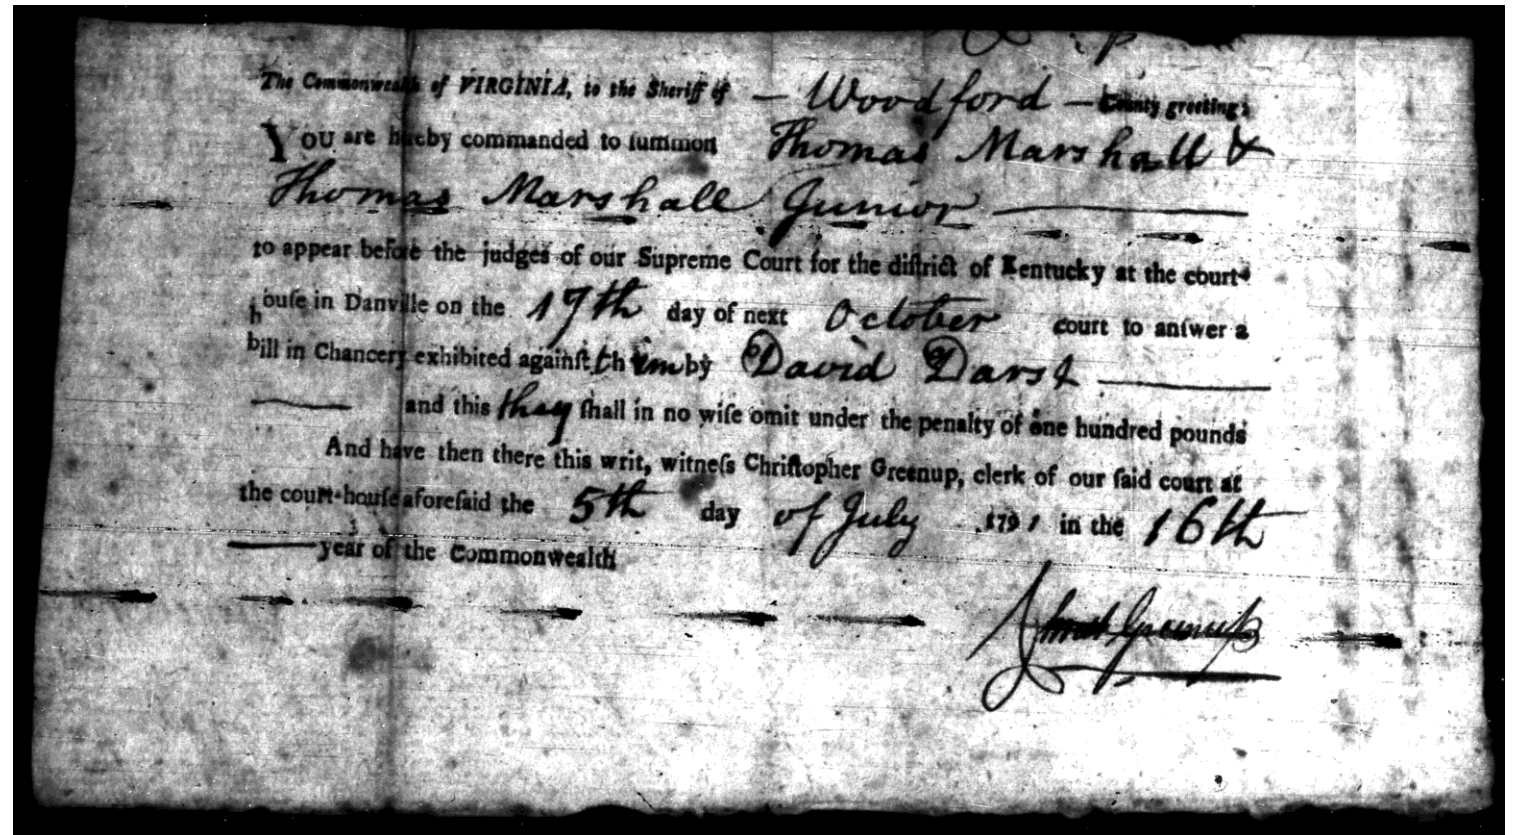 The Commonwealth of VIRGINIA, to the Sheriff of — Woodford — County greeting;
YOU are hereby commanded to ſummon Thomas Marshall &
Thomas Marshall Junior —
to appear before the judges of our Supreme Court for the diſtrict of Kentucky at the court-
houſe in Danville on the 17th day of next October court to anſwer a
bill in Chancery exhibited againſt them by David Darst —
— and this they ſhall in no wiſe omit under the penalty of one hundred pounds
And have then there this writ, witneſs Chriſtopher Greenup, clerk of our ſaid court at
the court-houſe aforeſaid the 5th day of July 1791 in the 16th
— year of the Commonwealth
Greenup